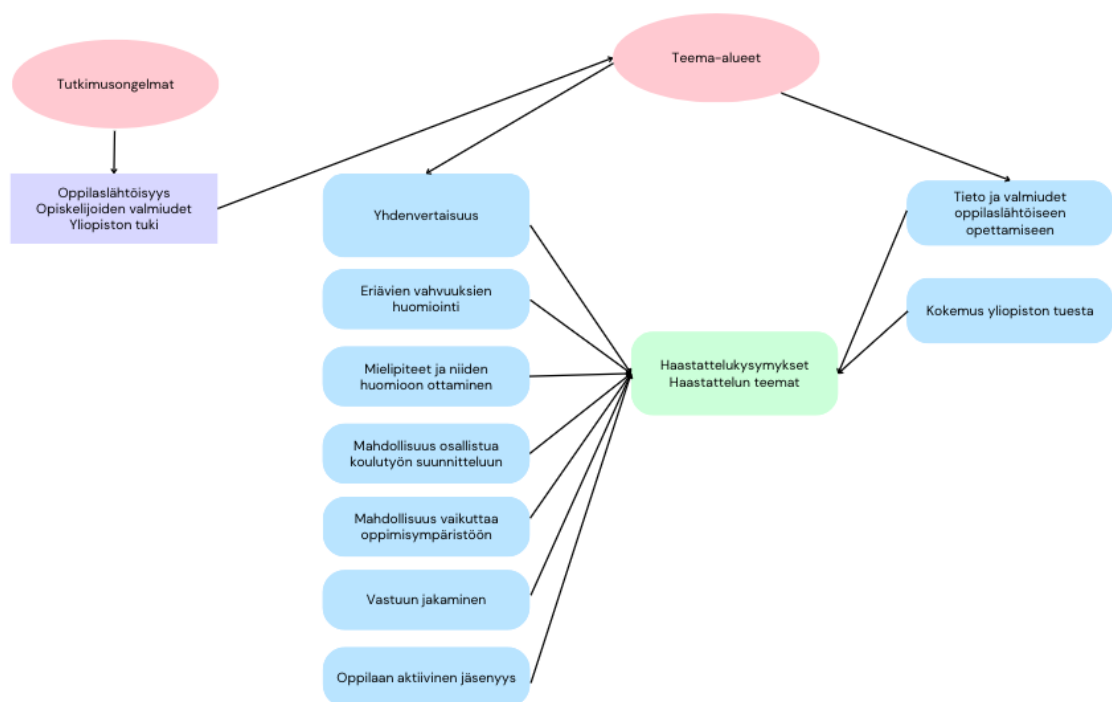 Tutkimusongelmat
Oppilaslähtöisyys
Opiskelijoiden valmiudet
Yliopiston tuki
Teema-alueet
Yhdenvertaisuus
Eriävien vahvuuksien
huomiointi
Mielipiteet ja niiden
huomioon ottaminen
Mahdollisuus osallistua
koulutyön suunnitteluun
Mahdollisuus vaikuttaa
oppimisympäristöön
Vastuun jakaminen
Oppilaan aktiivinen jäsenyys
Haastattelukysymykset
Haastattelun teemat
Tieto ja valmiudet
oppilaslähtöiseen
opettamiseen
Kokemus yliopiston tuesta